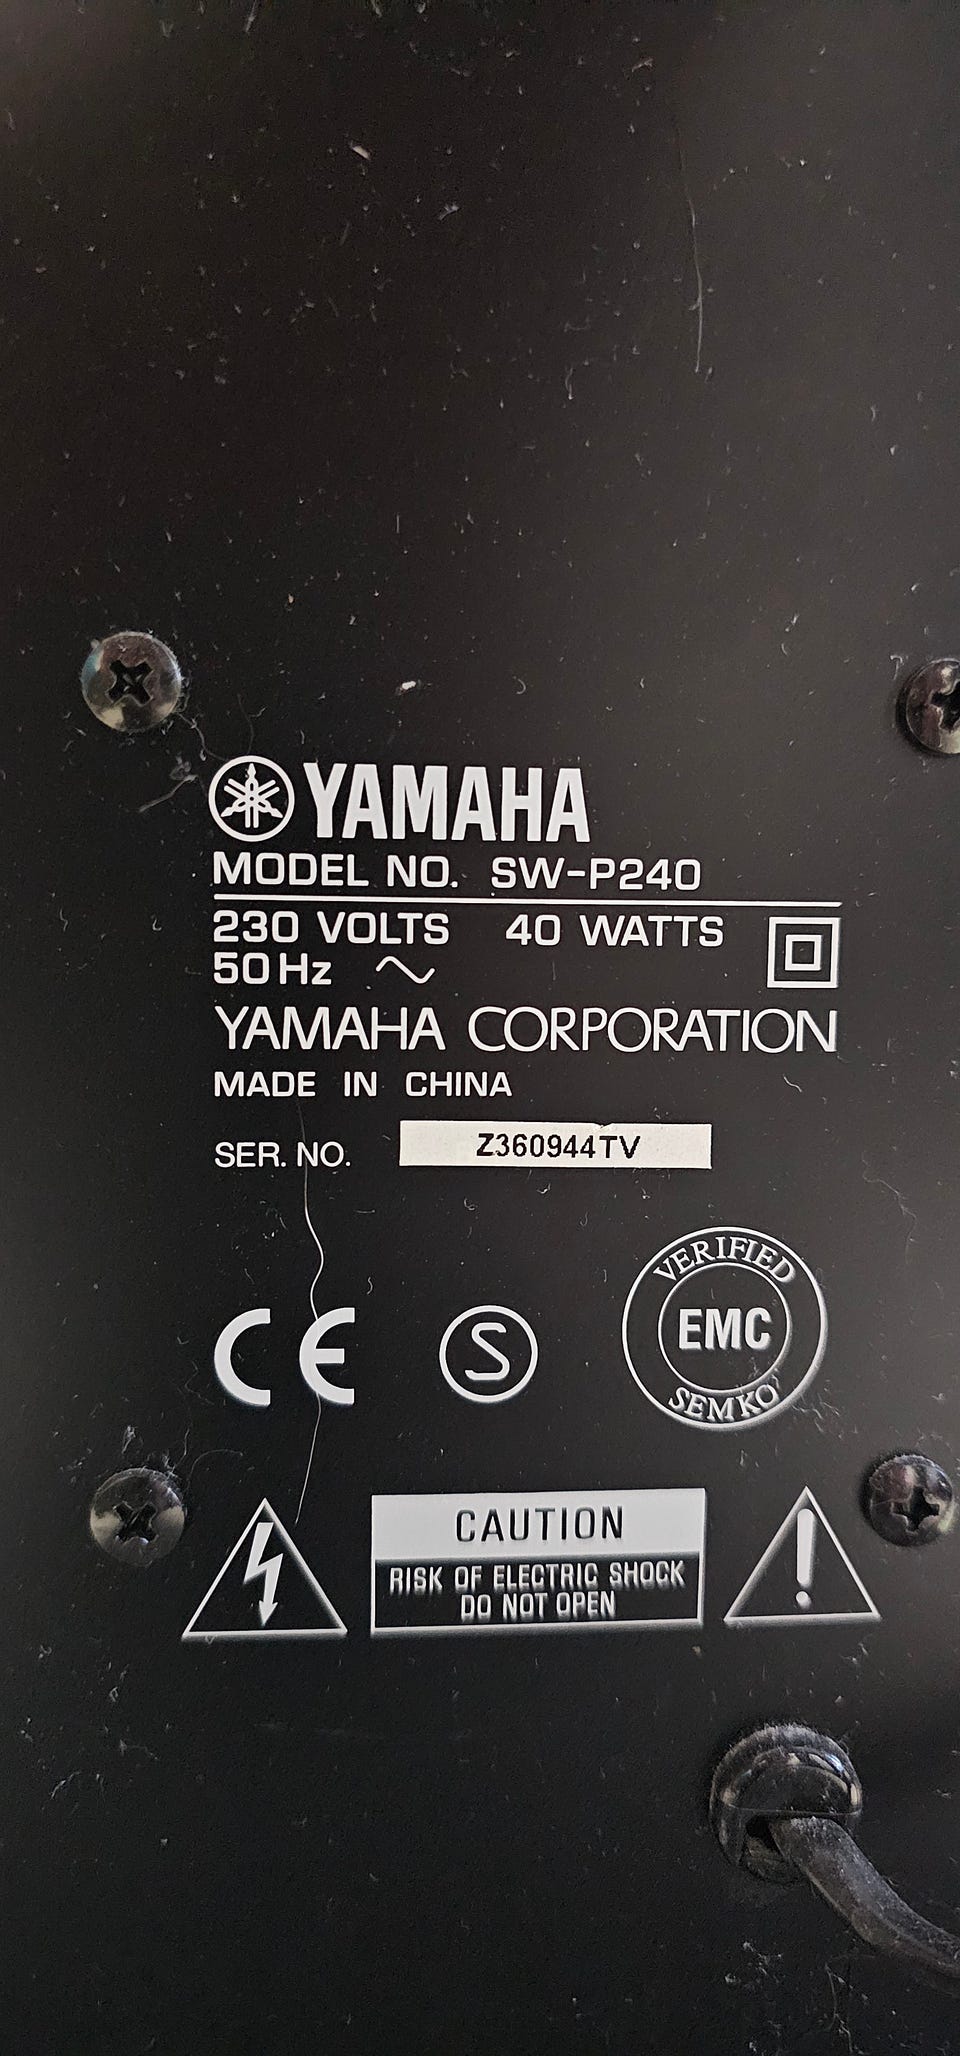 YAMAHA
MODEL NO. SW-P240
230 VOLTS 40 WATTS
50 Hz
YAMAHA CORPORATION
MADE IN CHINA
SER. NO. Z360944TV
CE S VERIFIED EMC SEMKO
CAUTION
RISK OF ELECTRIC SHOCK
DO NOT OPEN